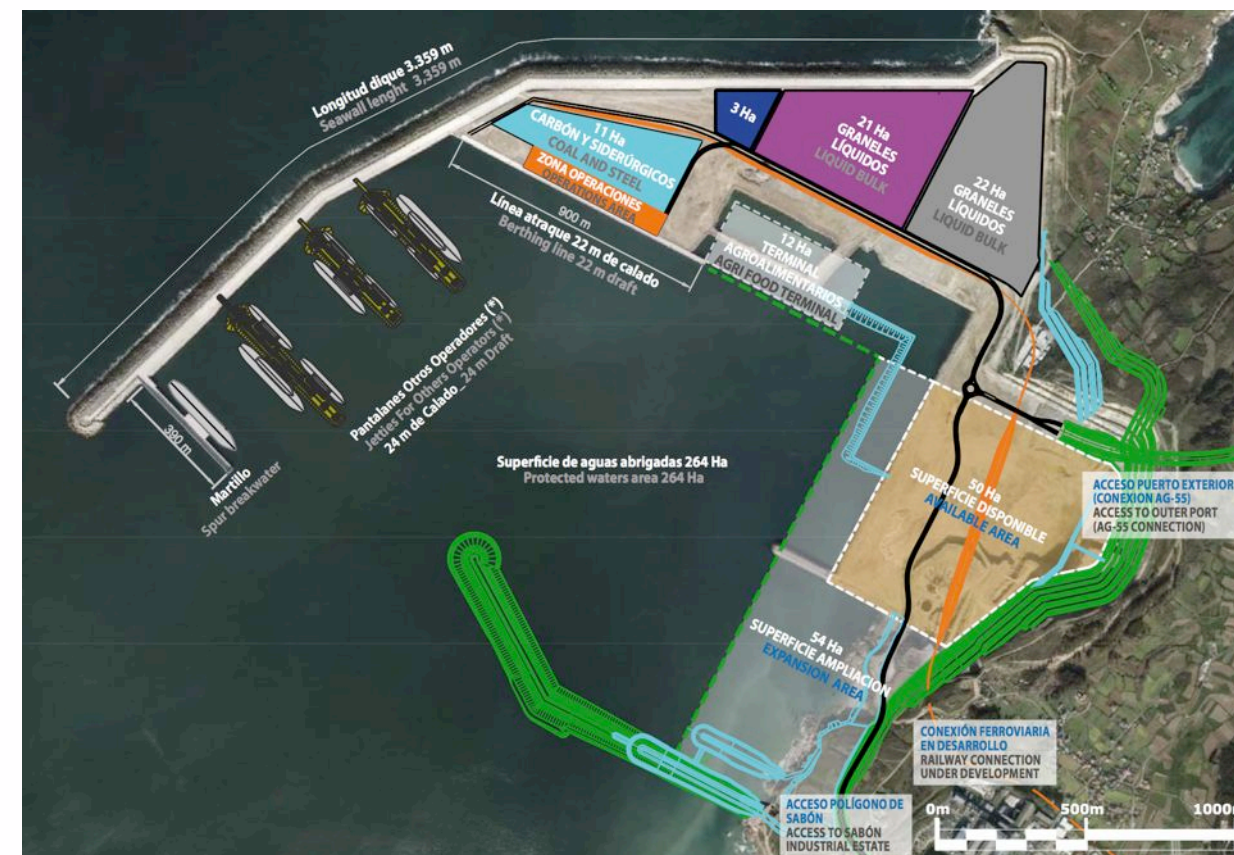 Longitud dique 3.359 m
Seawall lenght 3,359 m
3 Ha
21 Ha
GRANELES
LÍQUIDOS
LIQUID BULK
22 Ha
GRANELES
LÍQUIDOS
LIQUID BULK
11 Ha
CARBÓN Y SIDERÚRGICOS
COAL AND STEEL
ZONA OPERACIONES
OPERATIONS AREA
900 m
Línea atraque 22 m de calado
Berthing line 22 m draft
12 Ha
TERMINAL
AGROALIMENTARIOS
AGRI FOOD TERMINAL
Pantalanes Otros Operadores (*)
Jetties For Others Operators (*)
24 m de Calado_24 m Draft
390 m
Martillo
Spur breakwater
Superficie de aguas abrigadas 264 Ha
Protected waters area 264 Ha
50 Ha
SUPERFICIE DISPONIBLE
AVAILABLE AREA
ACCESO PUERTO EXTERIOR
(CONEXION AG-55)
ACCESS TO OUTER PORT
(AG-55 CONNECTION)
54 Ha
SUPERFICIE AMPLIACION
EXPANSION AREA
CONEXIÓN FERROVIARIA
EN DESARROLLO
RAILWAY CONNECTION
UNDER DEVELOPMENT
ACCESO POLÍGONO DE
SABÓN
ACCESS TO SABÓN
INDUSTRIAL ESTATE
0m 500m 1000m